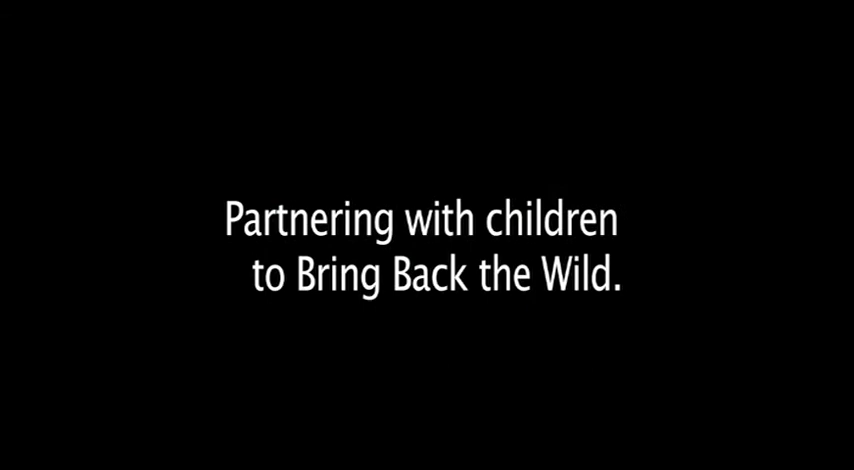 Partnering with children
to Bring Back the Wild.